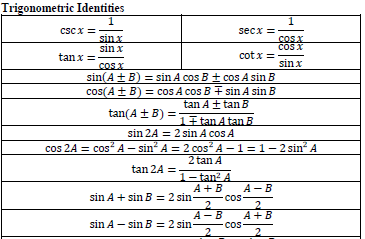 Trigonometric Identities
csc x = 1/sin x    sec x = 1/cos x
tan x = sin x/cos x    cot x = cos x/sin x
sin(A ± B) = sin A cos B ± cos A sin B
cos(A ± B) = cos A cos B ∓ sin A sin B
tan(A ± B) = (tan A ± tan B)/(1 ∓ tan A tan B)
sin 2A = 2 sin A cos A
cos 2A = cos² A − sin² A = 2 cos² A − 1 = 1 − 2 sin² A
tan 2A = 2 tan A/(1 − tan² A)
sin A + sin B = 2 sin (A + B)/2 cos (A − B)/2
sin A − sin B = 2 sin (A − B)/2 cos (A + B)/2